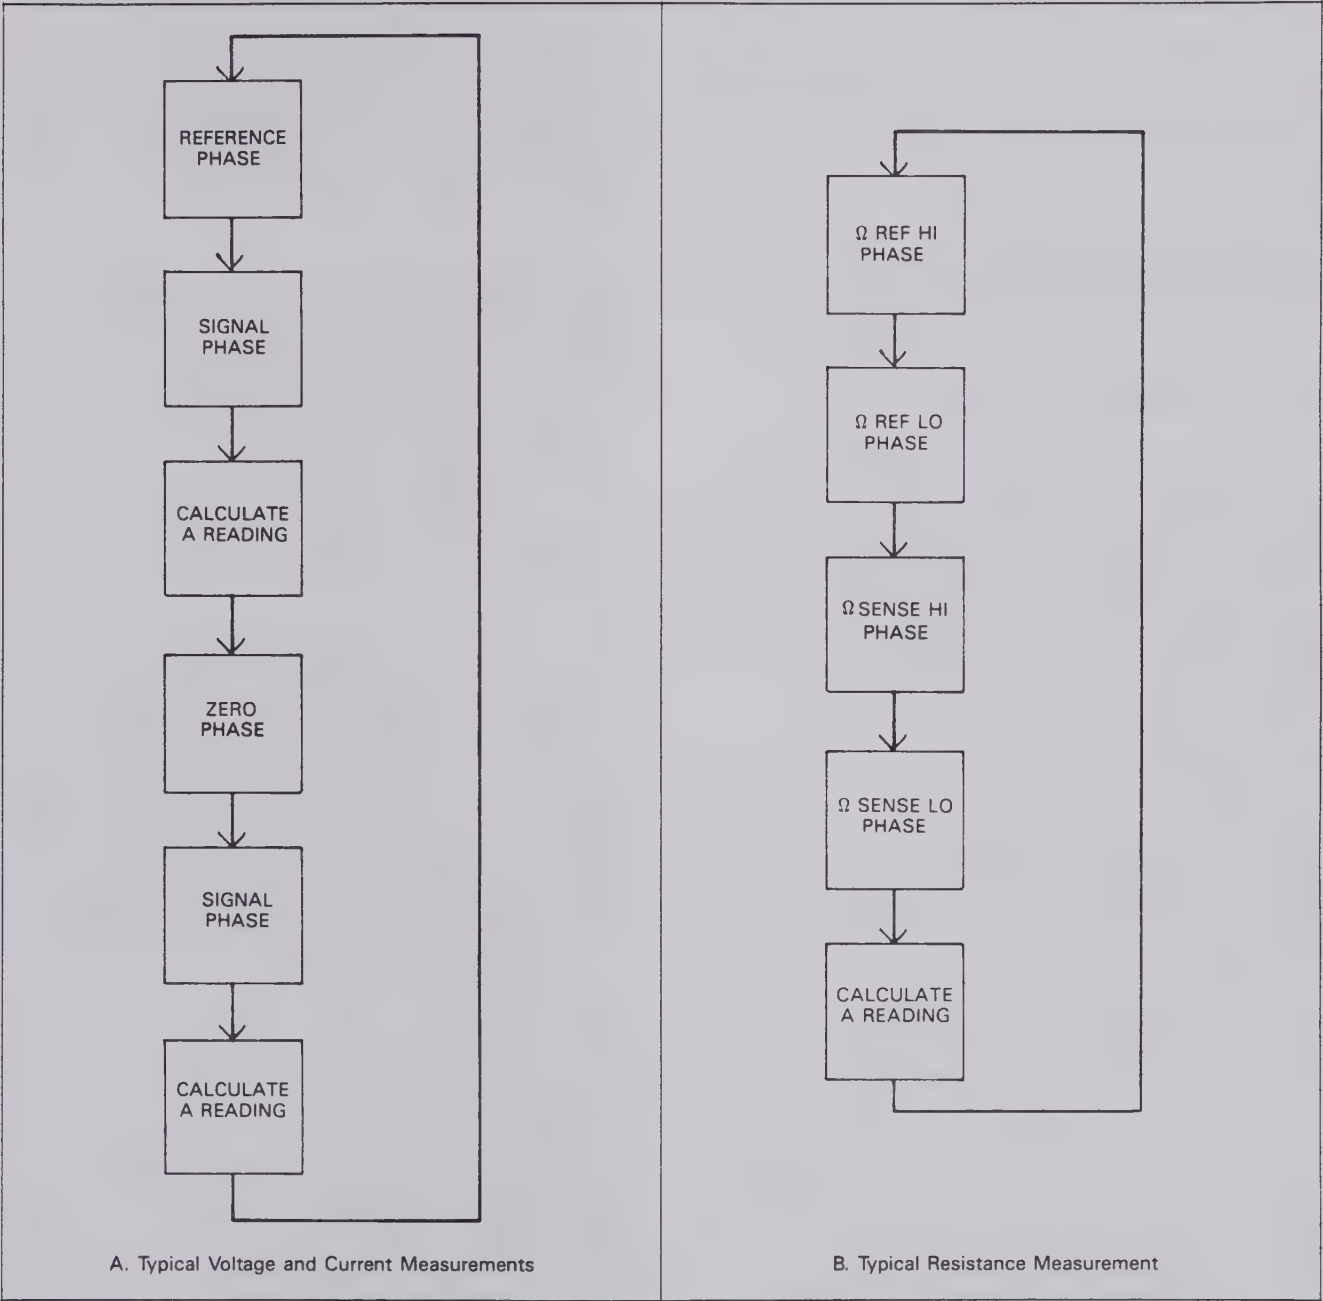 REFERENCE
PHASE
SIGNAL
PHASE
CALCULATE
A READING
ZERO
PHASE
SIGNAL
PHASE
CALCULATE
A READING
A. Typical Voltage and Current Measurements
Ω REF HI
PHASE
Ω REF LO
PHASE
Ω SENSE HI
PHASE
Ω SENSE LO
PHASE
CALCULATE
A READING
B. Typical Resistance Measurement